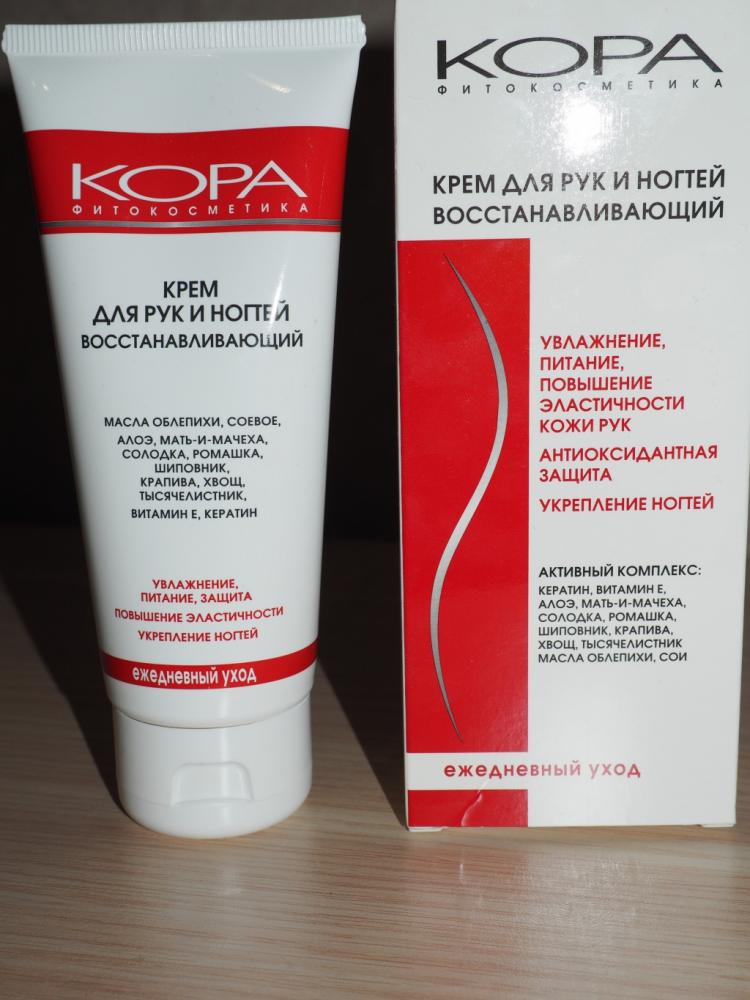 КОРА
ФИТОКОСМЕТИКА
КРЕМ
ДЛЯ РУК И НОГТЕЙ
ВОССТАНАВЛИВАЮЩИЙ
МАСЛА ОБЛЕПИХИ, СОЕВОЕ,
АЛОЭ, МАТЬ-И-МАЧЕХА,
СОЛОДКА, РОМАШКА,
ШИПОВНИК,
КРАПИВА, ХВОЩ,
ТЫСЯЧЕЛИСТНИК,
ВИТАМИН Е, КЕРАТИН
УВЛАЖНЕНИЕ,
ПИТАНИЕ, ЗАЩИТА
ПОВЫШЕНИЕ ЭЛАСТИЧНОСТИ
УКРЕПЛЕНИЕ НОГТЕЙ
ежедневный уход
КОРА
ФИТОКОСМЕТИКА
КРЕМ ДЛЯ РУК И НОГТЕЙ
ВОССТАНАВЛИВАЮЩИЙ
УВЛАЖНЕНИЕ,
ПИТАНИЕ,
ПОВЫШЕНИЕ
ЭЛАСТИЧНОСТИ
КОЖИ РУК
АНТИОКСИДАНТНАЯ
ЗАЩИТА
УКРЕПЛЕНИЕ НОГТЕЙ
АКТИВНЫЙ КОМПЛЕКС:
КЕРАТИН, ВИТАМИН Е,
АЛОЭ, МАТЬ-И-МАЧЕХА,
СОЛОДКА, РОМАШКА,
ШИПОВНИК, КРАПИВА,
ХВОЩ, ТЫСЯЧЕЛИСТНИК
МАСЛА ОБЛЕПИХИ, СОИ
ежедневный уход